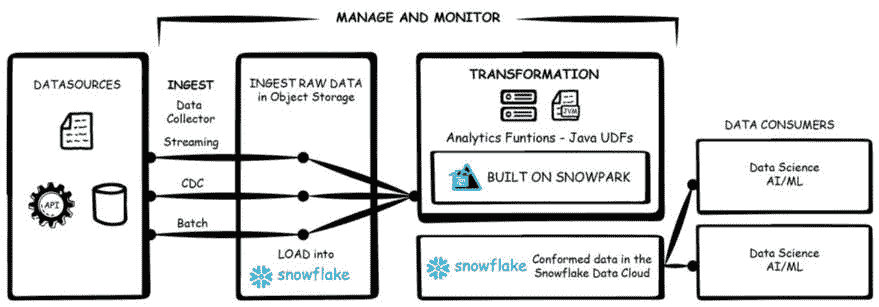 MANAGE AND MONITOR
DATASOURCES
API
INGEST
Data
Collector
Streaming
CDC
Batch
INGEST RAW DATA
in Object Storage
LOAD into
snowflake
TRANSFORMATION
JVM
Analytics Funtions - Java UDFs
BUILT ON SNOWPARK
snowflake
Conformed data in the
Snowflake Data Cloud
DATA CONSUMERS
Data Science
AI/ML
Data Science
AI/ML